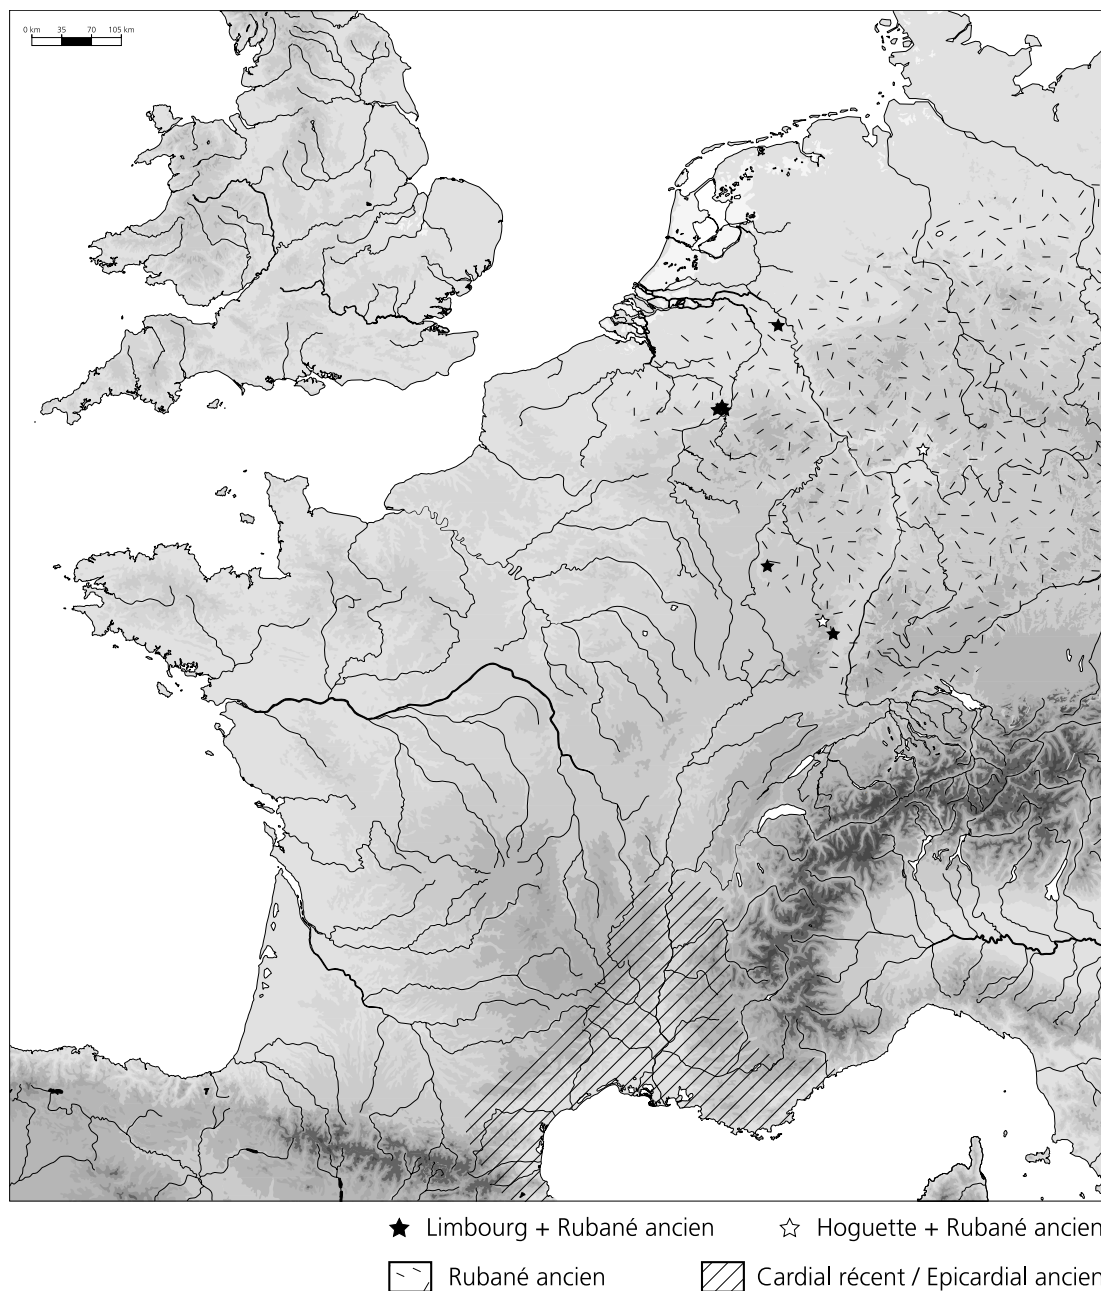 0 km 35 70 105 km
Limbourg + Rubané ancien Hoguette + Rubané ancien
Rubané ancien Cardial récent / Epicardial ancien